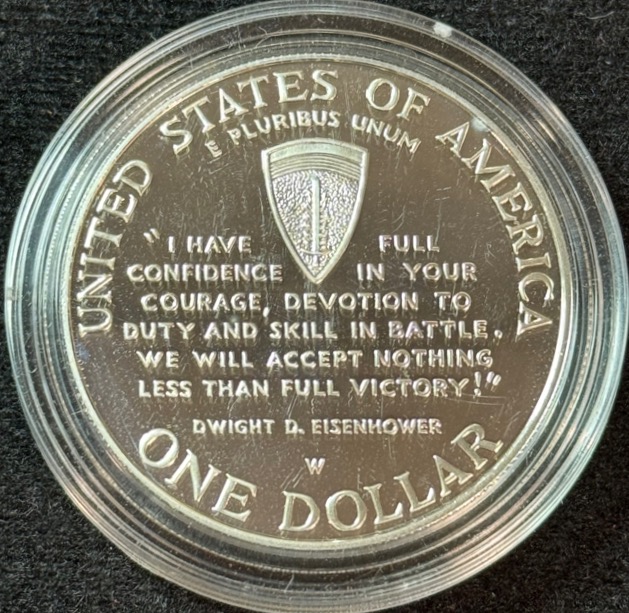 UNITED STATES OF AMERICA
E PLURIBUS UNUM
"I HAVE FULL
CONFIDENCE IN YOUR
COURAGE, DEVOTION TO
DUTY AND SKILL IN BATTLE.
WE WILL ACCEPT NOTHING
LESS THAN FULL VICTORY!"
DWIGHT D. EISENHOWER
W
ONE DOLLAR